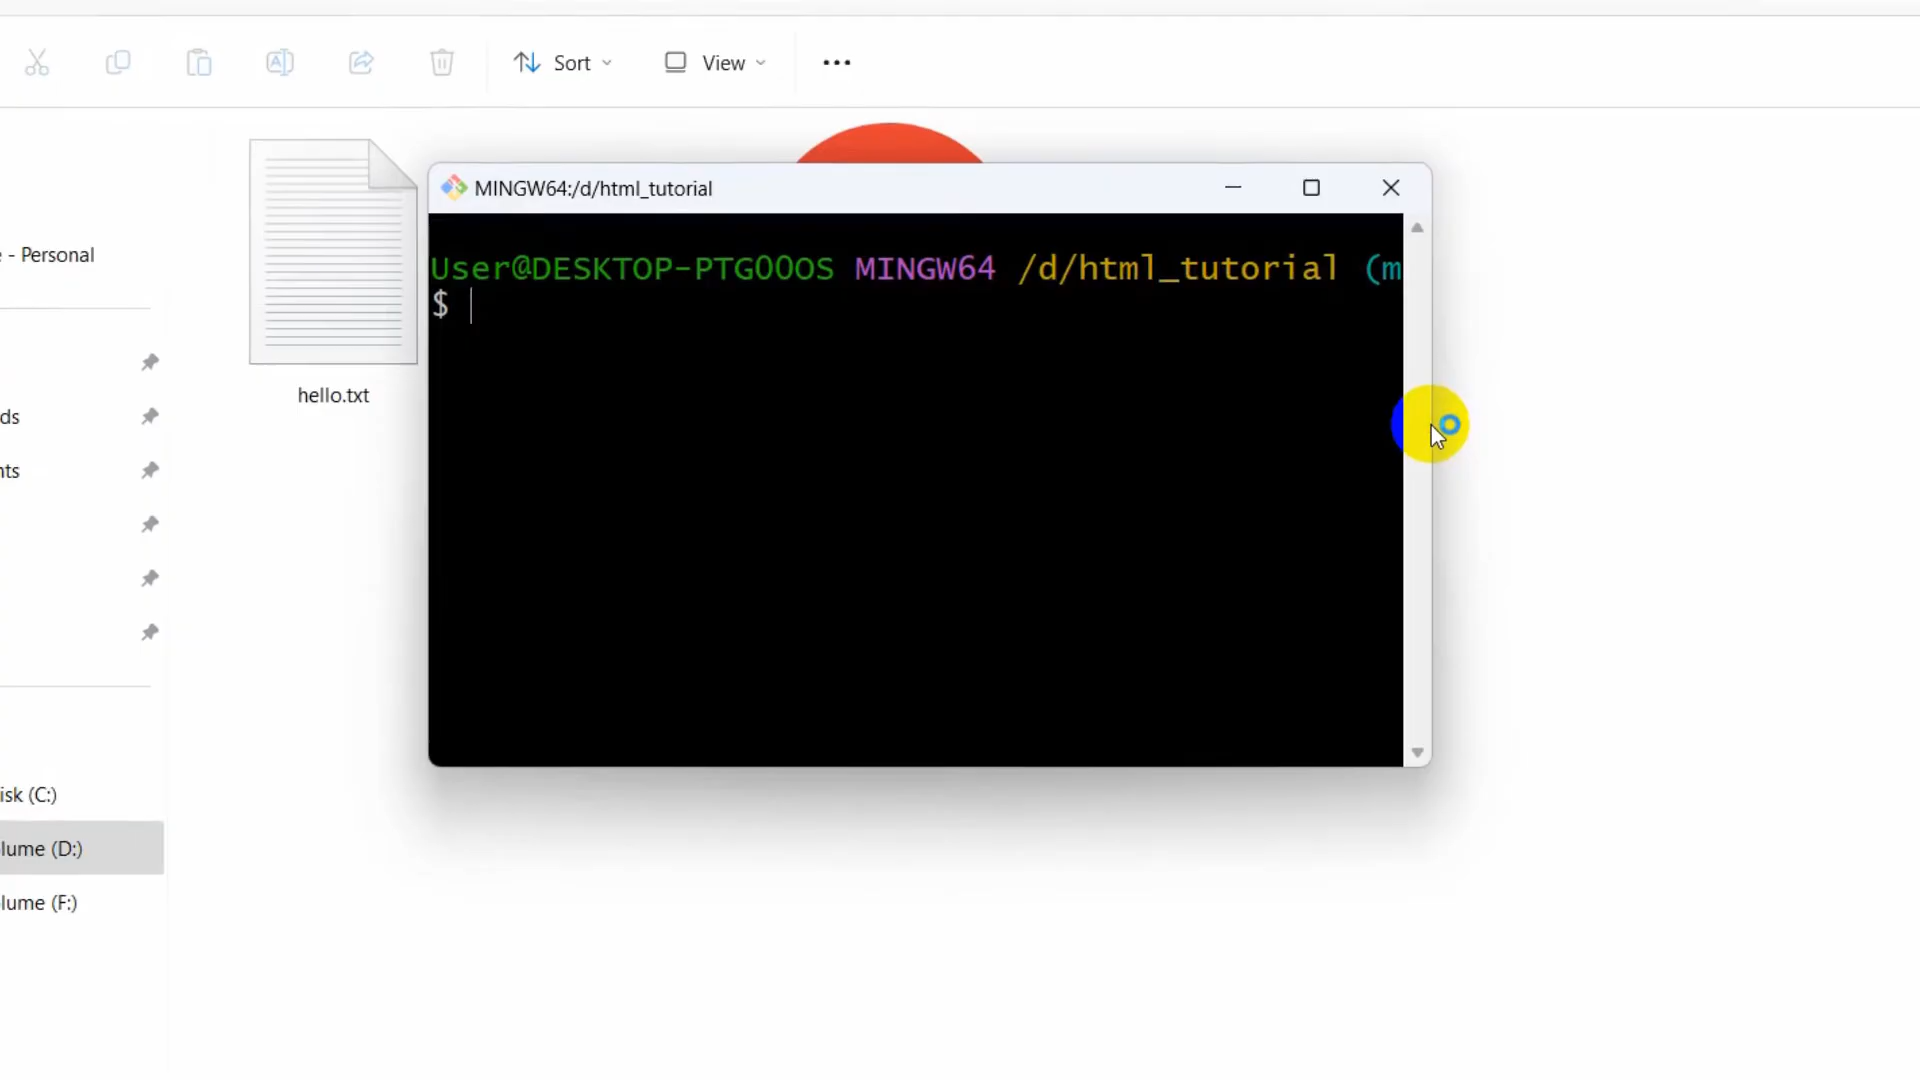 Sort
View
- Personal
hello.txt
MINGW64:/d/html_tutorial
User@DESKTOP-PTG00OS MINGW64 /d/html_tutorial (m
$
ds
nts
isk (C:)
lume (D:)
lume (F:)